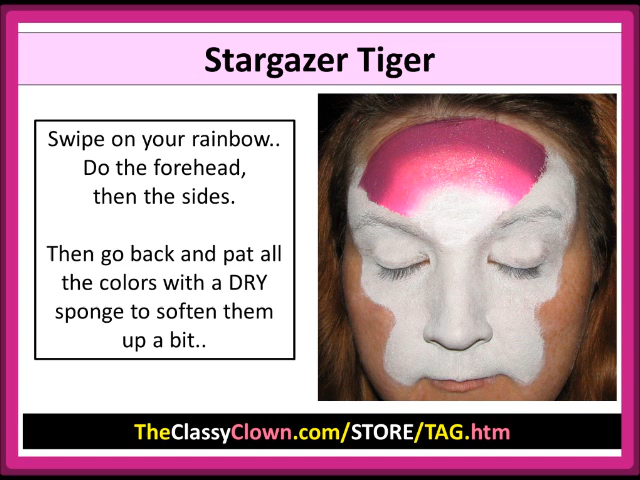 Stargazer Tiger
Swipe on your rainbow..
Do the forehead,
then the sides.
Then go back and pat all
the colors with a DRY
sponge to soften them
up a bit..
TheClassyClown.com/STORE/TAG.htm